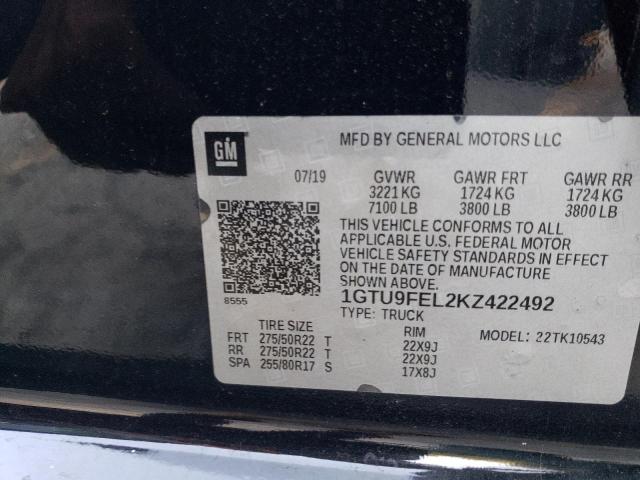 GM
MFD BY GENERAL MOTORS LLC
07/19 GVWR GAWR FRT GAWR RR
3221 KG 1724 KG 1724 KG
7100 LB 3800 LB 3800 LB
THIS VEHICLE CONFORMS TO ALL
APPLICABLE U.S. FEDERAL MOTOR
VEHICLE SAFETY STANDARDS IN EFFECT
ON THE DATE OF MANUFACTURE
SHOWN ABOVE.
8555
1GTU9FEL2KZ422492
TYPE: TRUCK
MODEL: 22TK10543
TIRE SIZE RIM
FRT 275/50R22 T 22X9J
RR 275/50R22 T 22X9J
SPA 255/80R17 S 17X8J